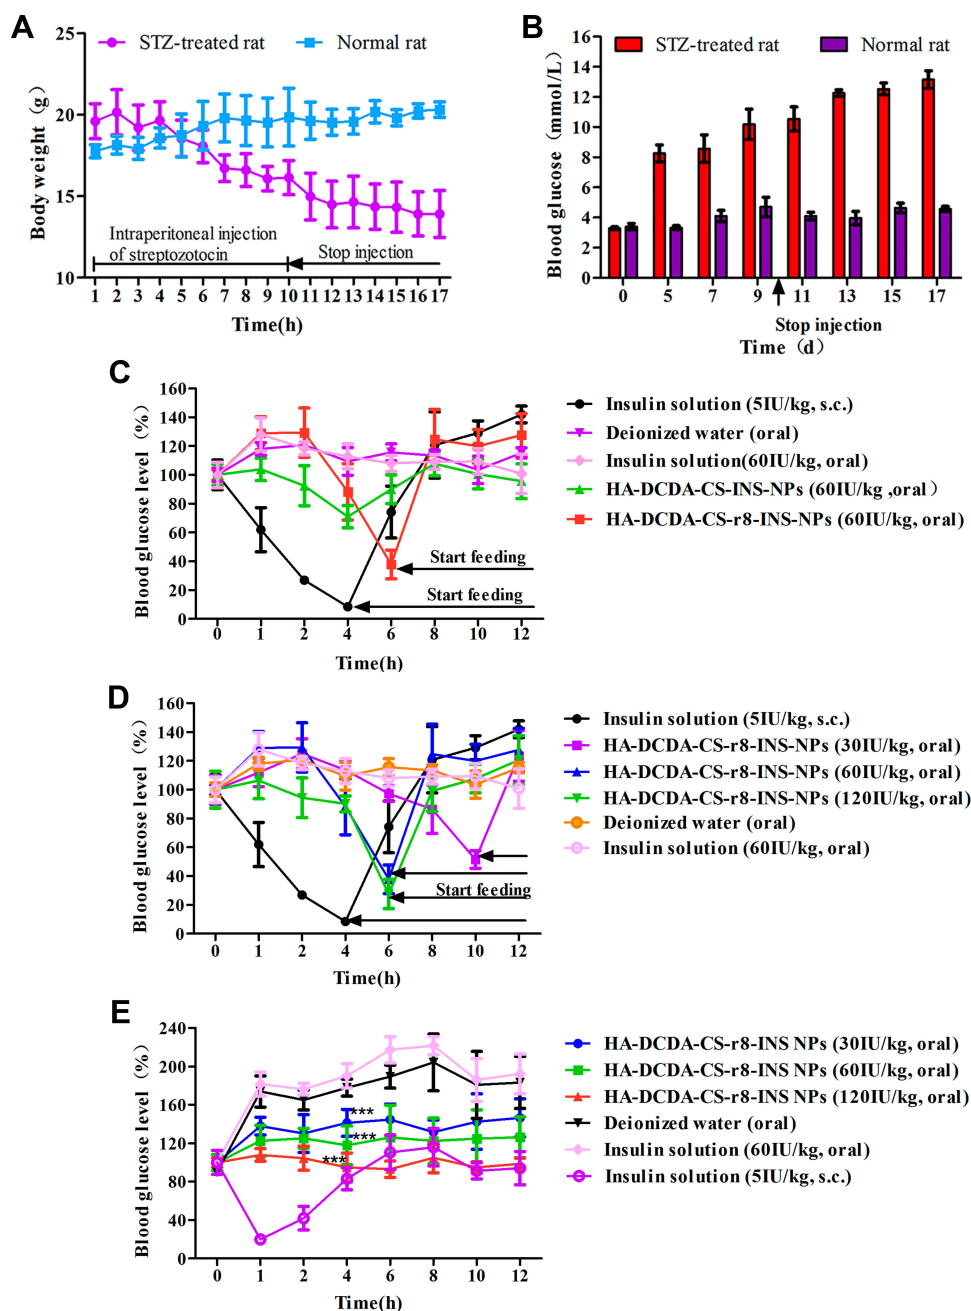 A
STZ-treated rat
Normal rat
Body weight (g)
25
20
15
10
Intraperitoneal injection
of streptozotocin
Stop injection
1 2 3 4 5 6 7 8 9 10 11 12 13 14 15 16 17
Time(h)
B
STZ-treated rat
Normal rat
Blood glucose (mmol/L)
16
14
12
10
8
6
4
2
0
0 5 7 9 11 13 15 17
Stop injection
Time (d)
C
Blood glucose level (%)
160
140
120
100
80
60
40
20
0
Start feeding
Start feeding
0 1 2 4 6 8 10 12
Time(h)
Insulin solution (5IU/kg, s.c.)
Deionized water (oral)
Insulin solution(60IU/kg, oral)
HA-DCDA-CS-INS-NPs (60IU/kg ,oral)
HA-DCDA-CS-r8-INS-NPs (60IU/kg, oral)
D
Blood glucose level (%)
160
140
120
100
80
60
40
20
0
Start feeding
0 1 2 4 6 8 10 12
Time(h)
Insulin solution (5IU/kg, s.c.)
HA-DCDA-CS-r8-INS-NPs (30IU/kg, oral)
HA-DCDA-CS-r8-INS-NPs (60IU/kg, oral)
HA-DCDA-CS-r8-INS-NPs (120IU/kg, oral)
Deionized water (oral)
Insulin solution (60IU/kg, oral)
E
Blood glucose level (%)
240
200
160
120
80
40
0
***
***
***
0 1 2 4 6 8 10 12
Time(h)
HA-DCDA-CS-r8-INS NPs (30IU/kg, oral)
HA-DCDA-CS-r8-INS NPs (60IU/kg, oral)
HA-DCDA-CS-r8-INS NPs (120IU/kg, oral)
Deionized water (oral)
Insulin solution (60IU/kg, oral)
Insulin solution (5IU/kg, s.c.)